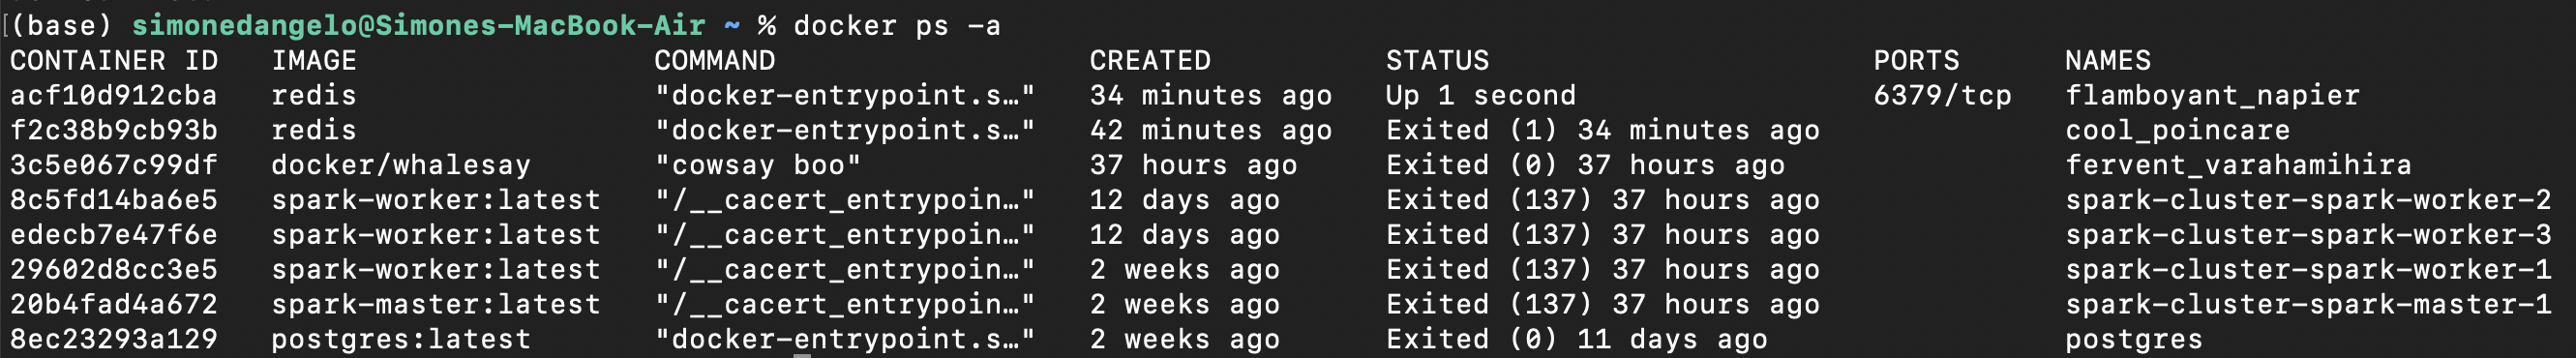 [(base) simonedangelo@Simones-MacBook-Air ~ % docker ps -a
CONTAINER ID   IMAGE                 COMMAND                  CREATED          STATUS                      PORTS      NAMES
acf10d912cba   redis                 "docker-entrypoint.s…"   34 minutes ago   Up 1 second                 6379/tcp   flamboyant_napier
f2c38b9cb93b   redis                 "docker-entrypoint.s…"   42 minutes ago   Exited (1) 34 minutes ago              cool_poincare
3c5e067c99df   docker/whalesay       "cowsay boo"             37 hours ago     Exited (0) 37 hours ago                fervent_varahamihira
8c5fd14ba6e5   spark-worker:latest   "/__cacert_entrypoin…"   12 days ago      Exited (137) 37 hours ago              spark-cluster-spark-worker-2
edecb7e47f6e   spark-worker:latest   "/__cacert_entrypoin…"   12 days ago      Exited (137) 37 hours ago              spark-cluster-spark-worker-3
29602d8cc3e5   spark-worker:latest   "/__cacert_entrypoin…"   2 weeks ago      Exited (137) 37 hours ago              spark-cluster-spark-worker-1
20b4fad4a672   spark-master:latest   "/__cacert_entrypoin…"   2 weeks ago      Exited (137) 37 hours ago              spark-cluster-spark-master-1
8ec23293a129   postgres:latest       "docker-entrypoint.s…"   2 weeks ago      Exited (0) 11 days ago                 postgres